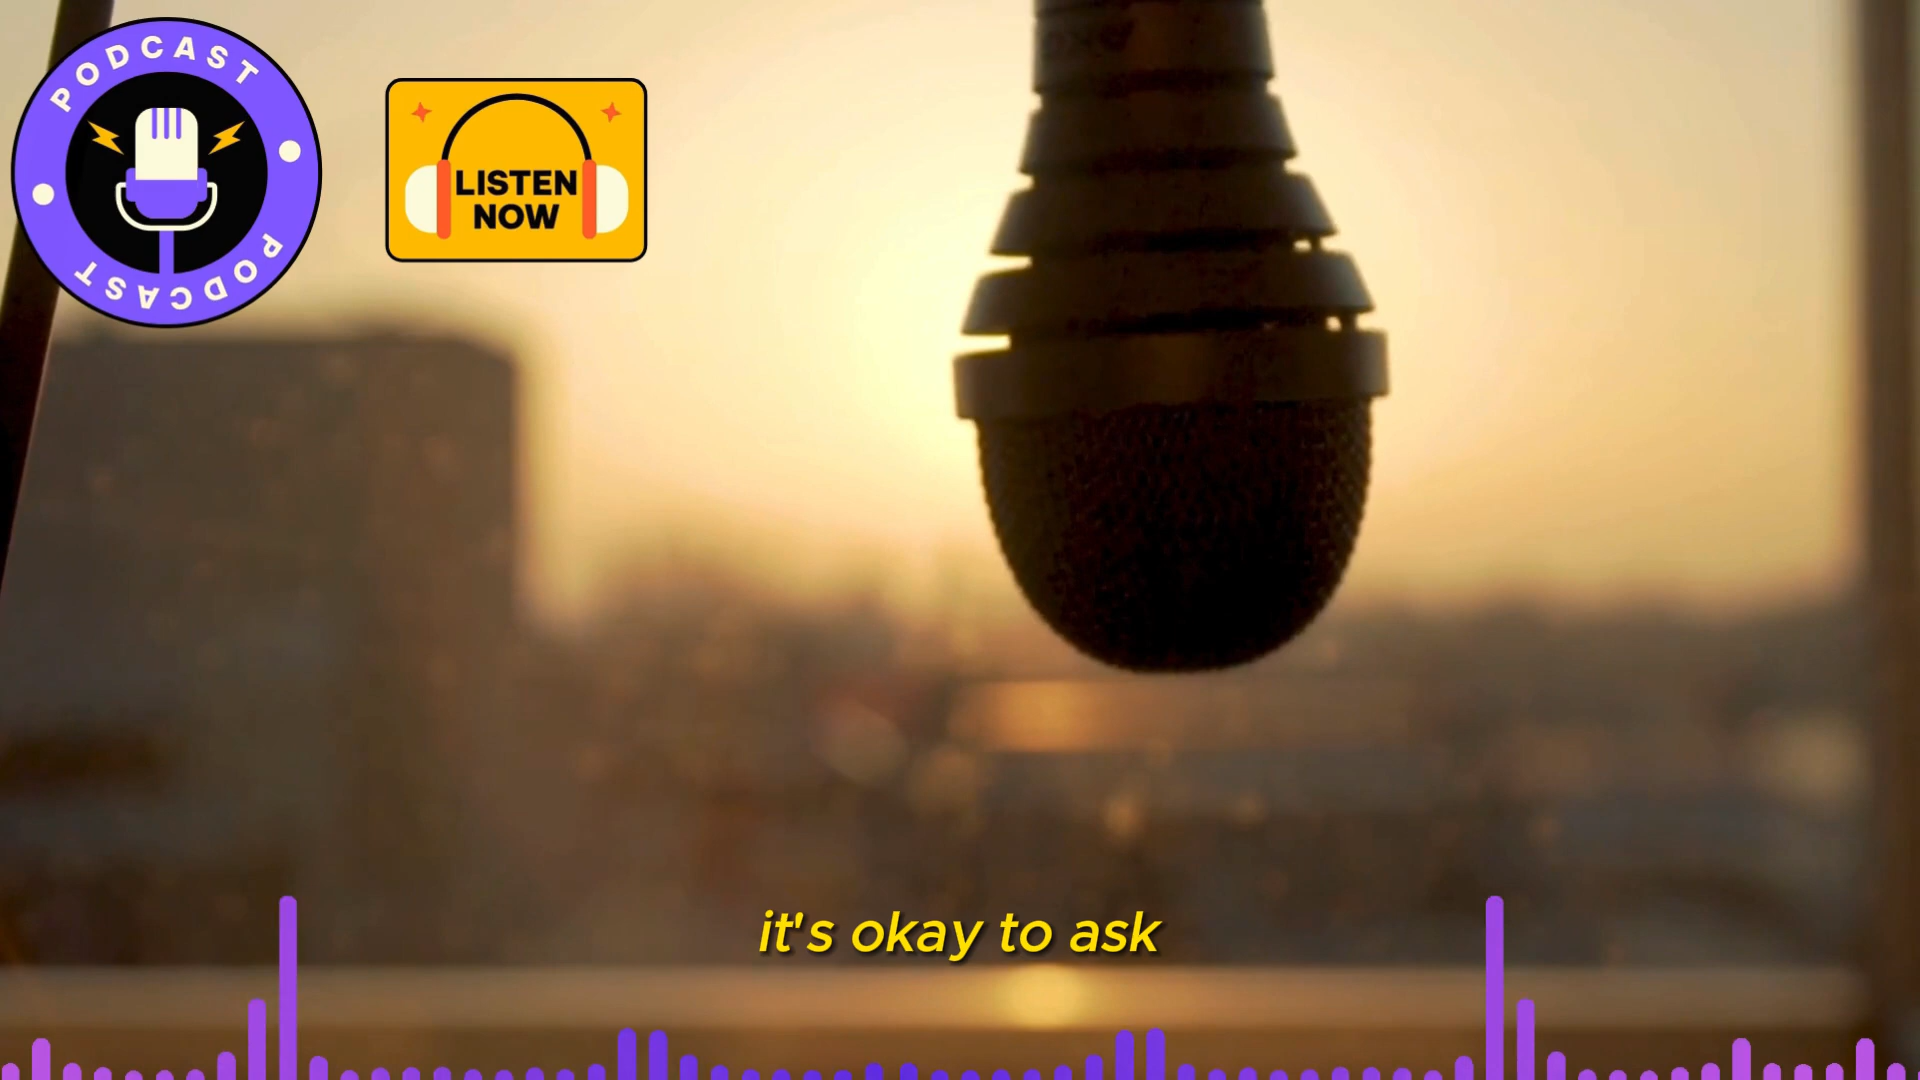 PODCAST
PODCAST
LISTEN
NOW
it's okay to ask